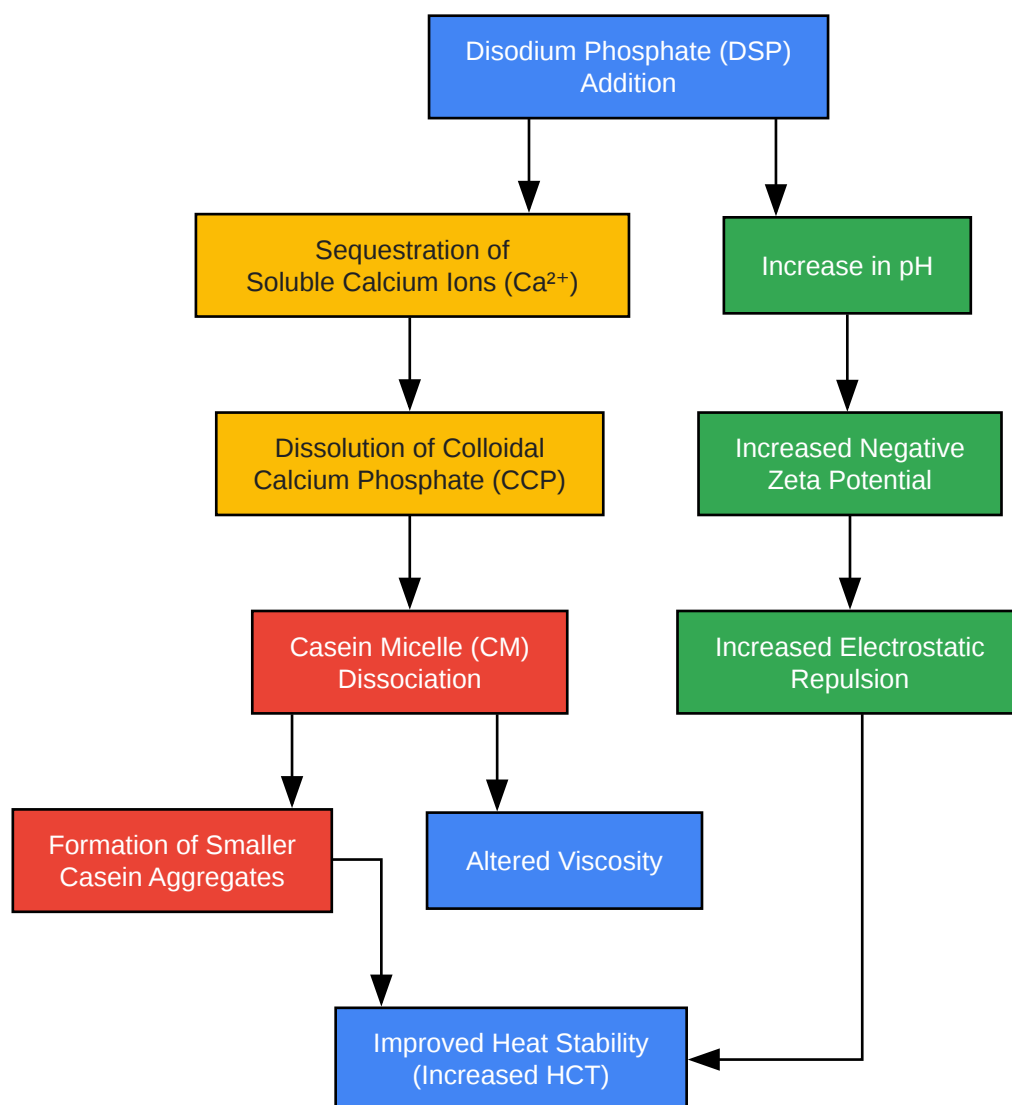 Disodium Phosphate (DSP)
Addition
Sequestration of
Soluble Calcium Ions (Ca²⁺)
Increase in pH
Dissolution of Colloidal
Calcium Phosphate (CCP)
Increased Negative
Zeta Potential
Casein Micelle (CM)
Dissociation
Increased Electrostatic
Repulsion
Formation of Smaller
Casein Aggregates
Altered Viscosity
Improved Heat Stability
(Increased HCT)